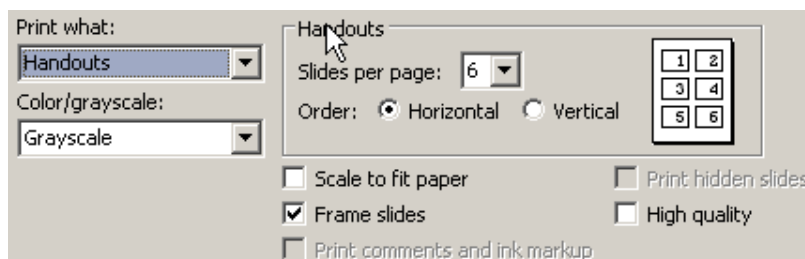 Print what:
Handouts
Color/grayscale:
Grayscale
Handouts
Slides per page: 6
Order: Horizontal Vertical
1 2
3 4
5 6
Scale to fit paper
Print hidden slides
Frame slides
High quality
Print comments and ink markup